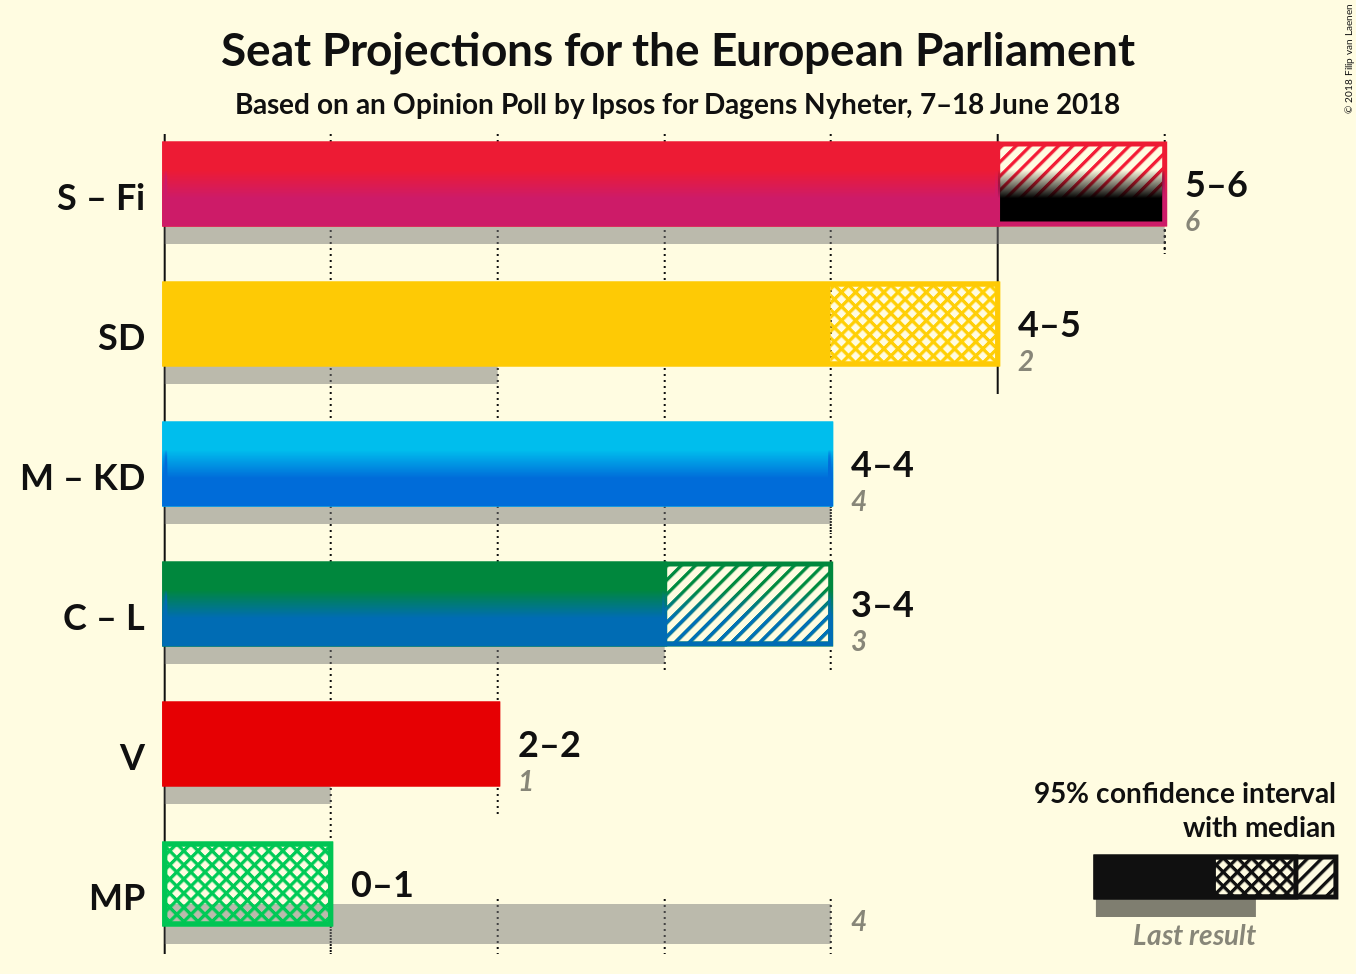 Seat Projections for the European Parliament
Based on an Opinion Poll by Ipsos for Dagens Nyheter, 7–18 June 2018
© 2018 Filip van Laenen
S – Fi
5–6
6
SD
4–5
2
M – KD
4–4
4
C – L
3–4
3
V
2–2
1
MP
0–1
4
95% confidence interval
with median
Last result